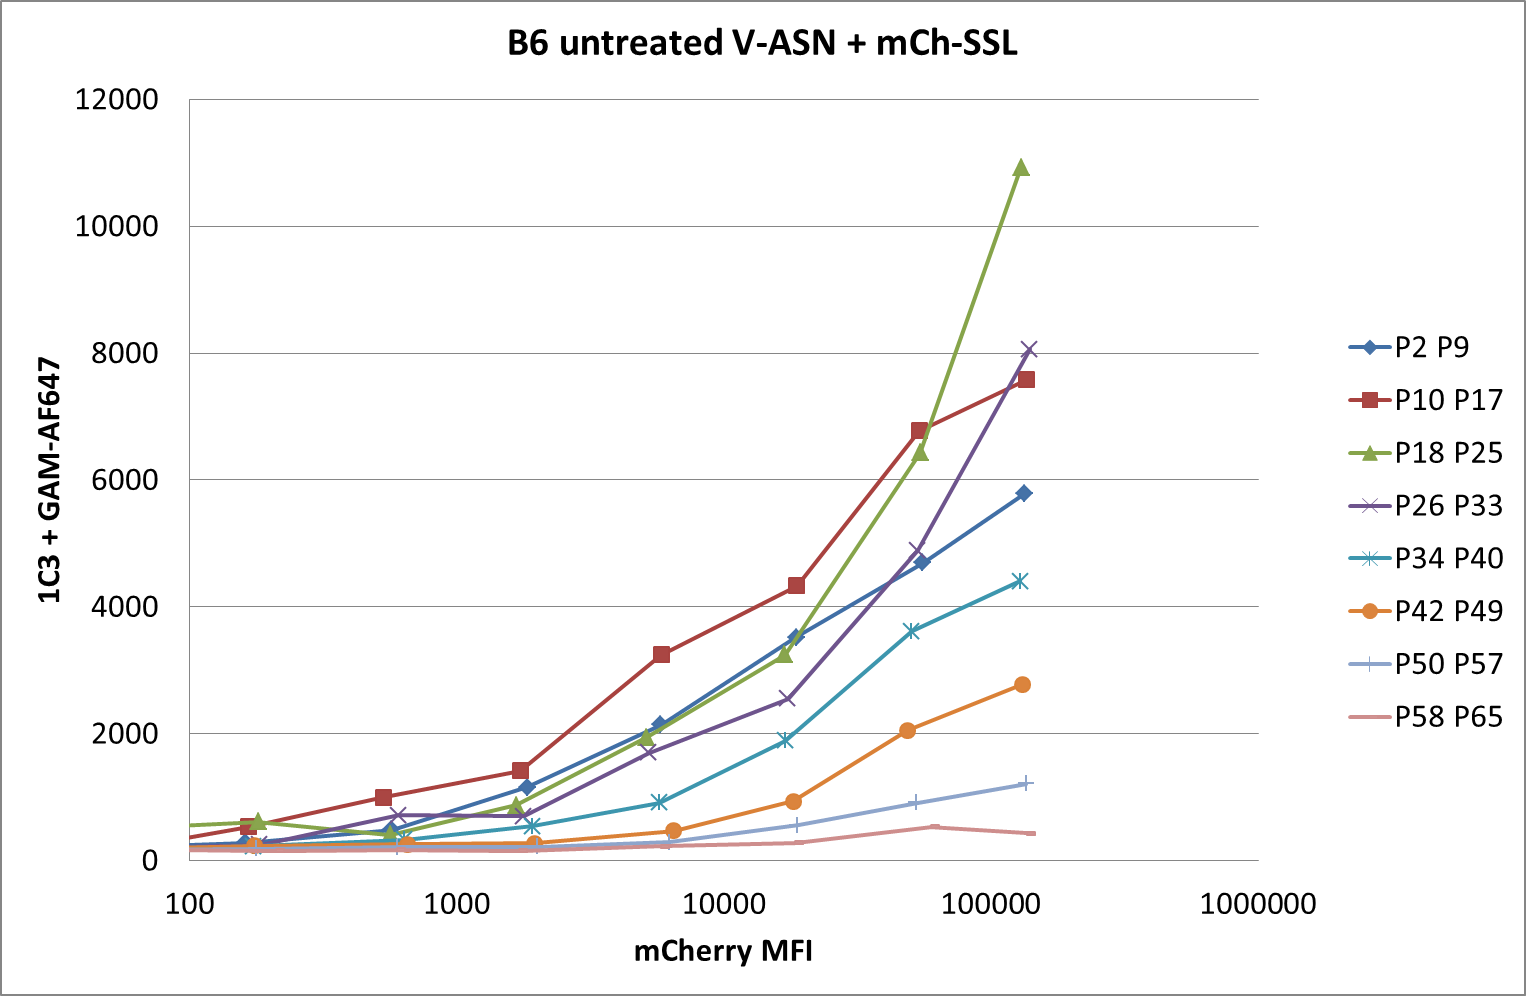 B6 untreated V-ASN + mCh-SSL
12000
10000
8000
6000
4000
2000
0
1C3 + GAM-AF647
100
1000
10000
100000
1000000
mCherry MFI
P2 P9
P10 P17
P18 P25
P26 P33
P34 P40
P42 P49
P50 P57
P58 P65